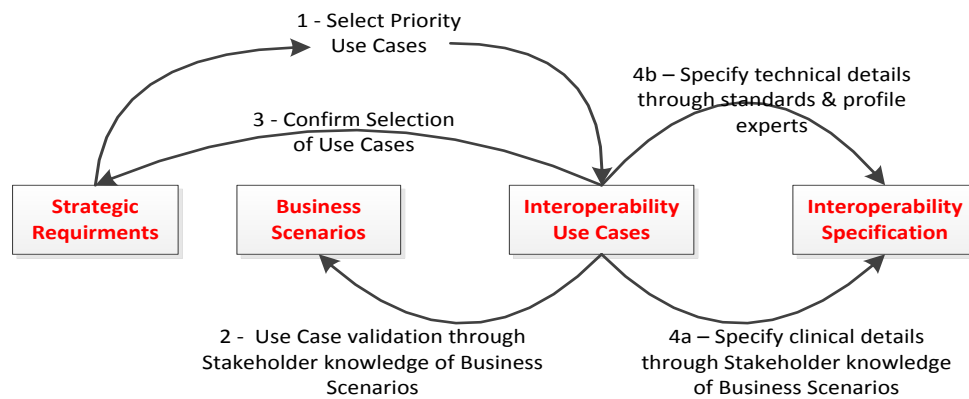 1 - Select Priority
Use Cases
4b – Specify technical details
through standards & profile
experts
3 - Confirm Selection
of Use Cases
Strategic
Requirments
Business
Scenarios
Interoperability
Use Cases
Interoperability
Specification
2 -  Use Case validation through
Stakeholder knowledge of Business
Scenarios
4a – Specify clinical details
through Stakeholder knowledge
of Business Scenarios